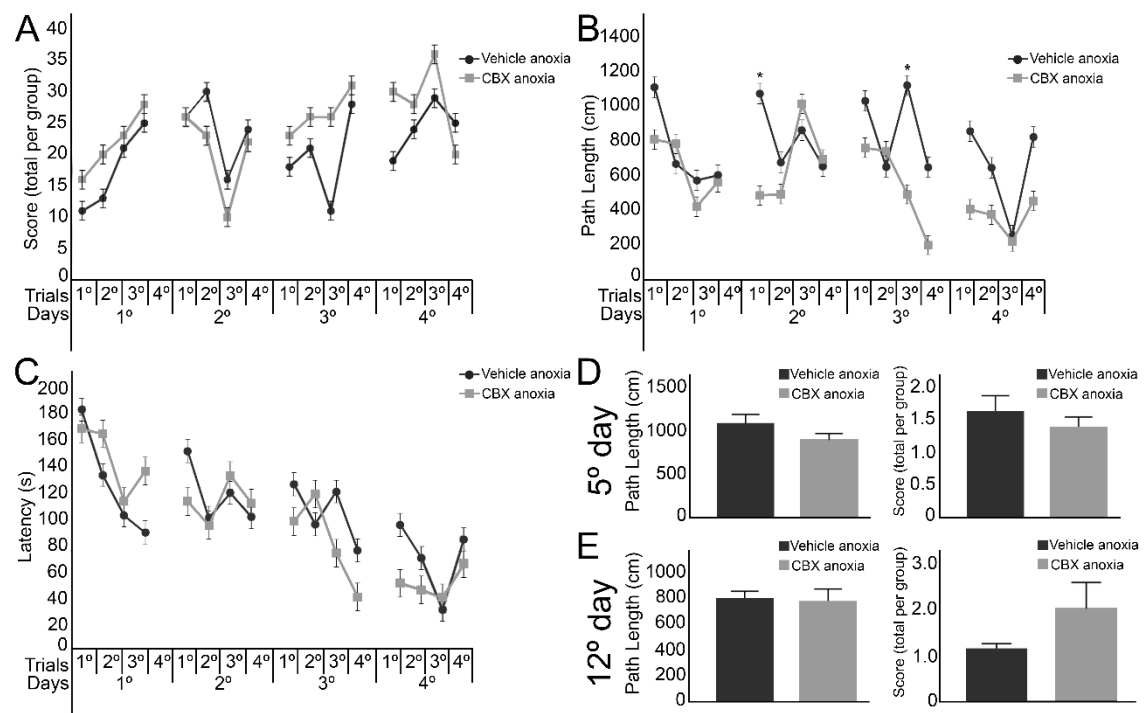 A
Score (total per group)
40
35
30
25
20
15
10
5
0
Vehicle anoxia
CBX anoxia
Trials 1º 2º 3º 4º 1º 2º 3º 4º 1º 2º 3º 4º 1º 2º 3º 4º
Days 1º 2º 3º 4º
B
Path Length (cm)
1400
1200
1000
800
600
400
200
0
* *
Vehicle anoxia
CBX anoxia
Trials 1º 2º 3º 4º 1º 2º 3º 4º 1º 2º 3º 4º 1º 2º 3º 4º
Days 1º 2º 3º 4º
C
Latency (s)
200
180
160
140
120
100
80
60
40
20
0
Vehicle anoxia
CBX anoxia
Trials 1º 2º 3º 4º 1º 2º 3º 4º 1º 2º 3º 4º 1º 2º 3º 4º
Days 1º 2º 3º 4º
D
5º day
Path Length (cm)
1500
1000
500
0
Vehicle anoxia
CBX anoxia
Score (total per group)
2.0
1.5
1.0
0.5
0.0
Vehicle anoxia
CBX anoxia
E
12º day
Path Length (cm)
1000
800
600
400
200
0
Vehicle anoxia
CBX anoxia
Score (total per group)
3.0
2.0
1.0
0
Vehicle anoxia
CBX anoxia